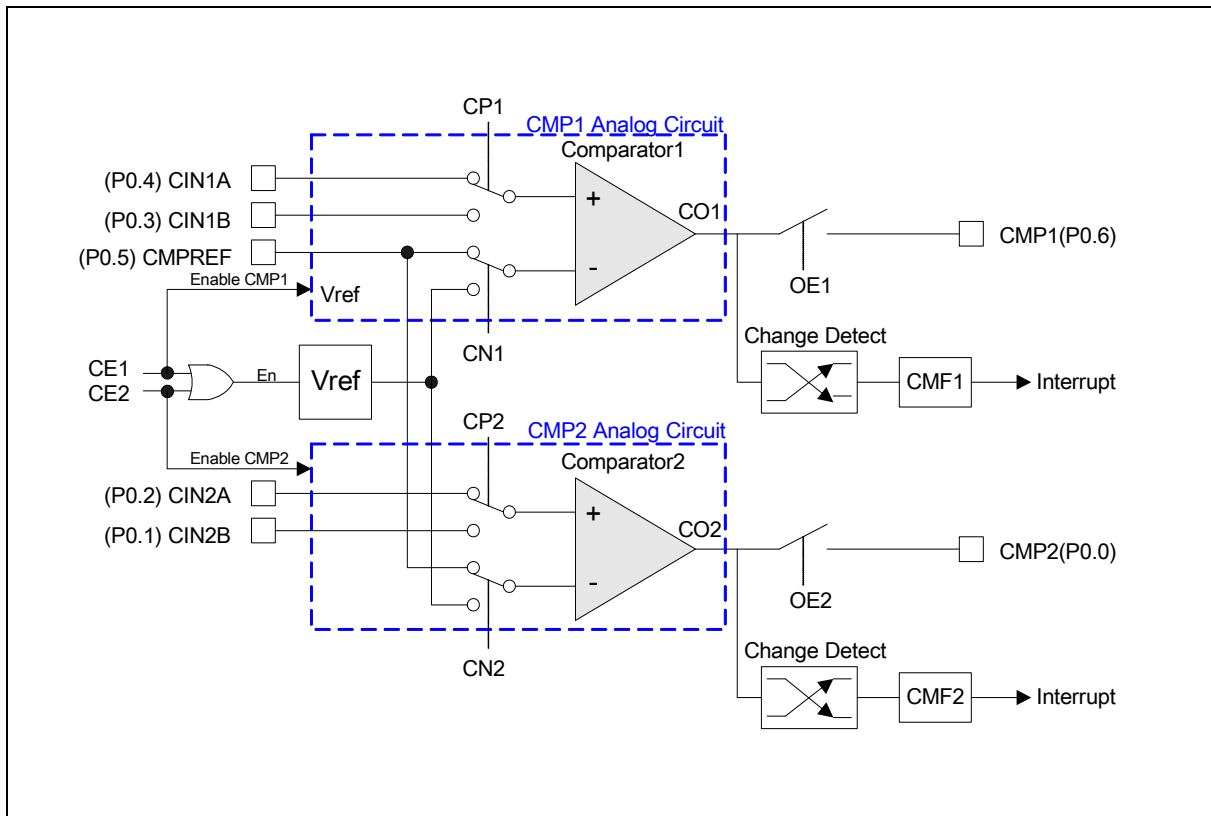 CP1
CMP1 Analog Circuit
Comparator1
(P0.4) CIN1A
+
CO1
(P0.3) CIN1B
CMP1(P0.6)
(P0.5) CMPREF
-
Enable CMP1
Vref
OE1
CN1
Change Detect
CE1
CE2
En
Vref
CMF1
Interrupt
CP2
CMP2 Analog Circuit
Enable CMP2
Comparator2
(P0.2) CIN2A
+
CO2
(P0.1) CIN2B
CMP2(P0.0)
-
OE2
CN2
Change Detect
CMF2
Interrupt